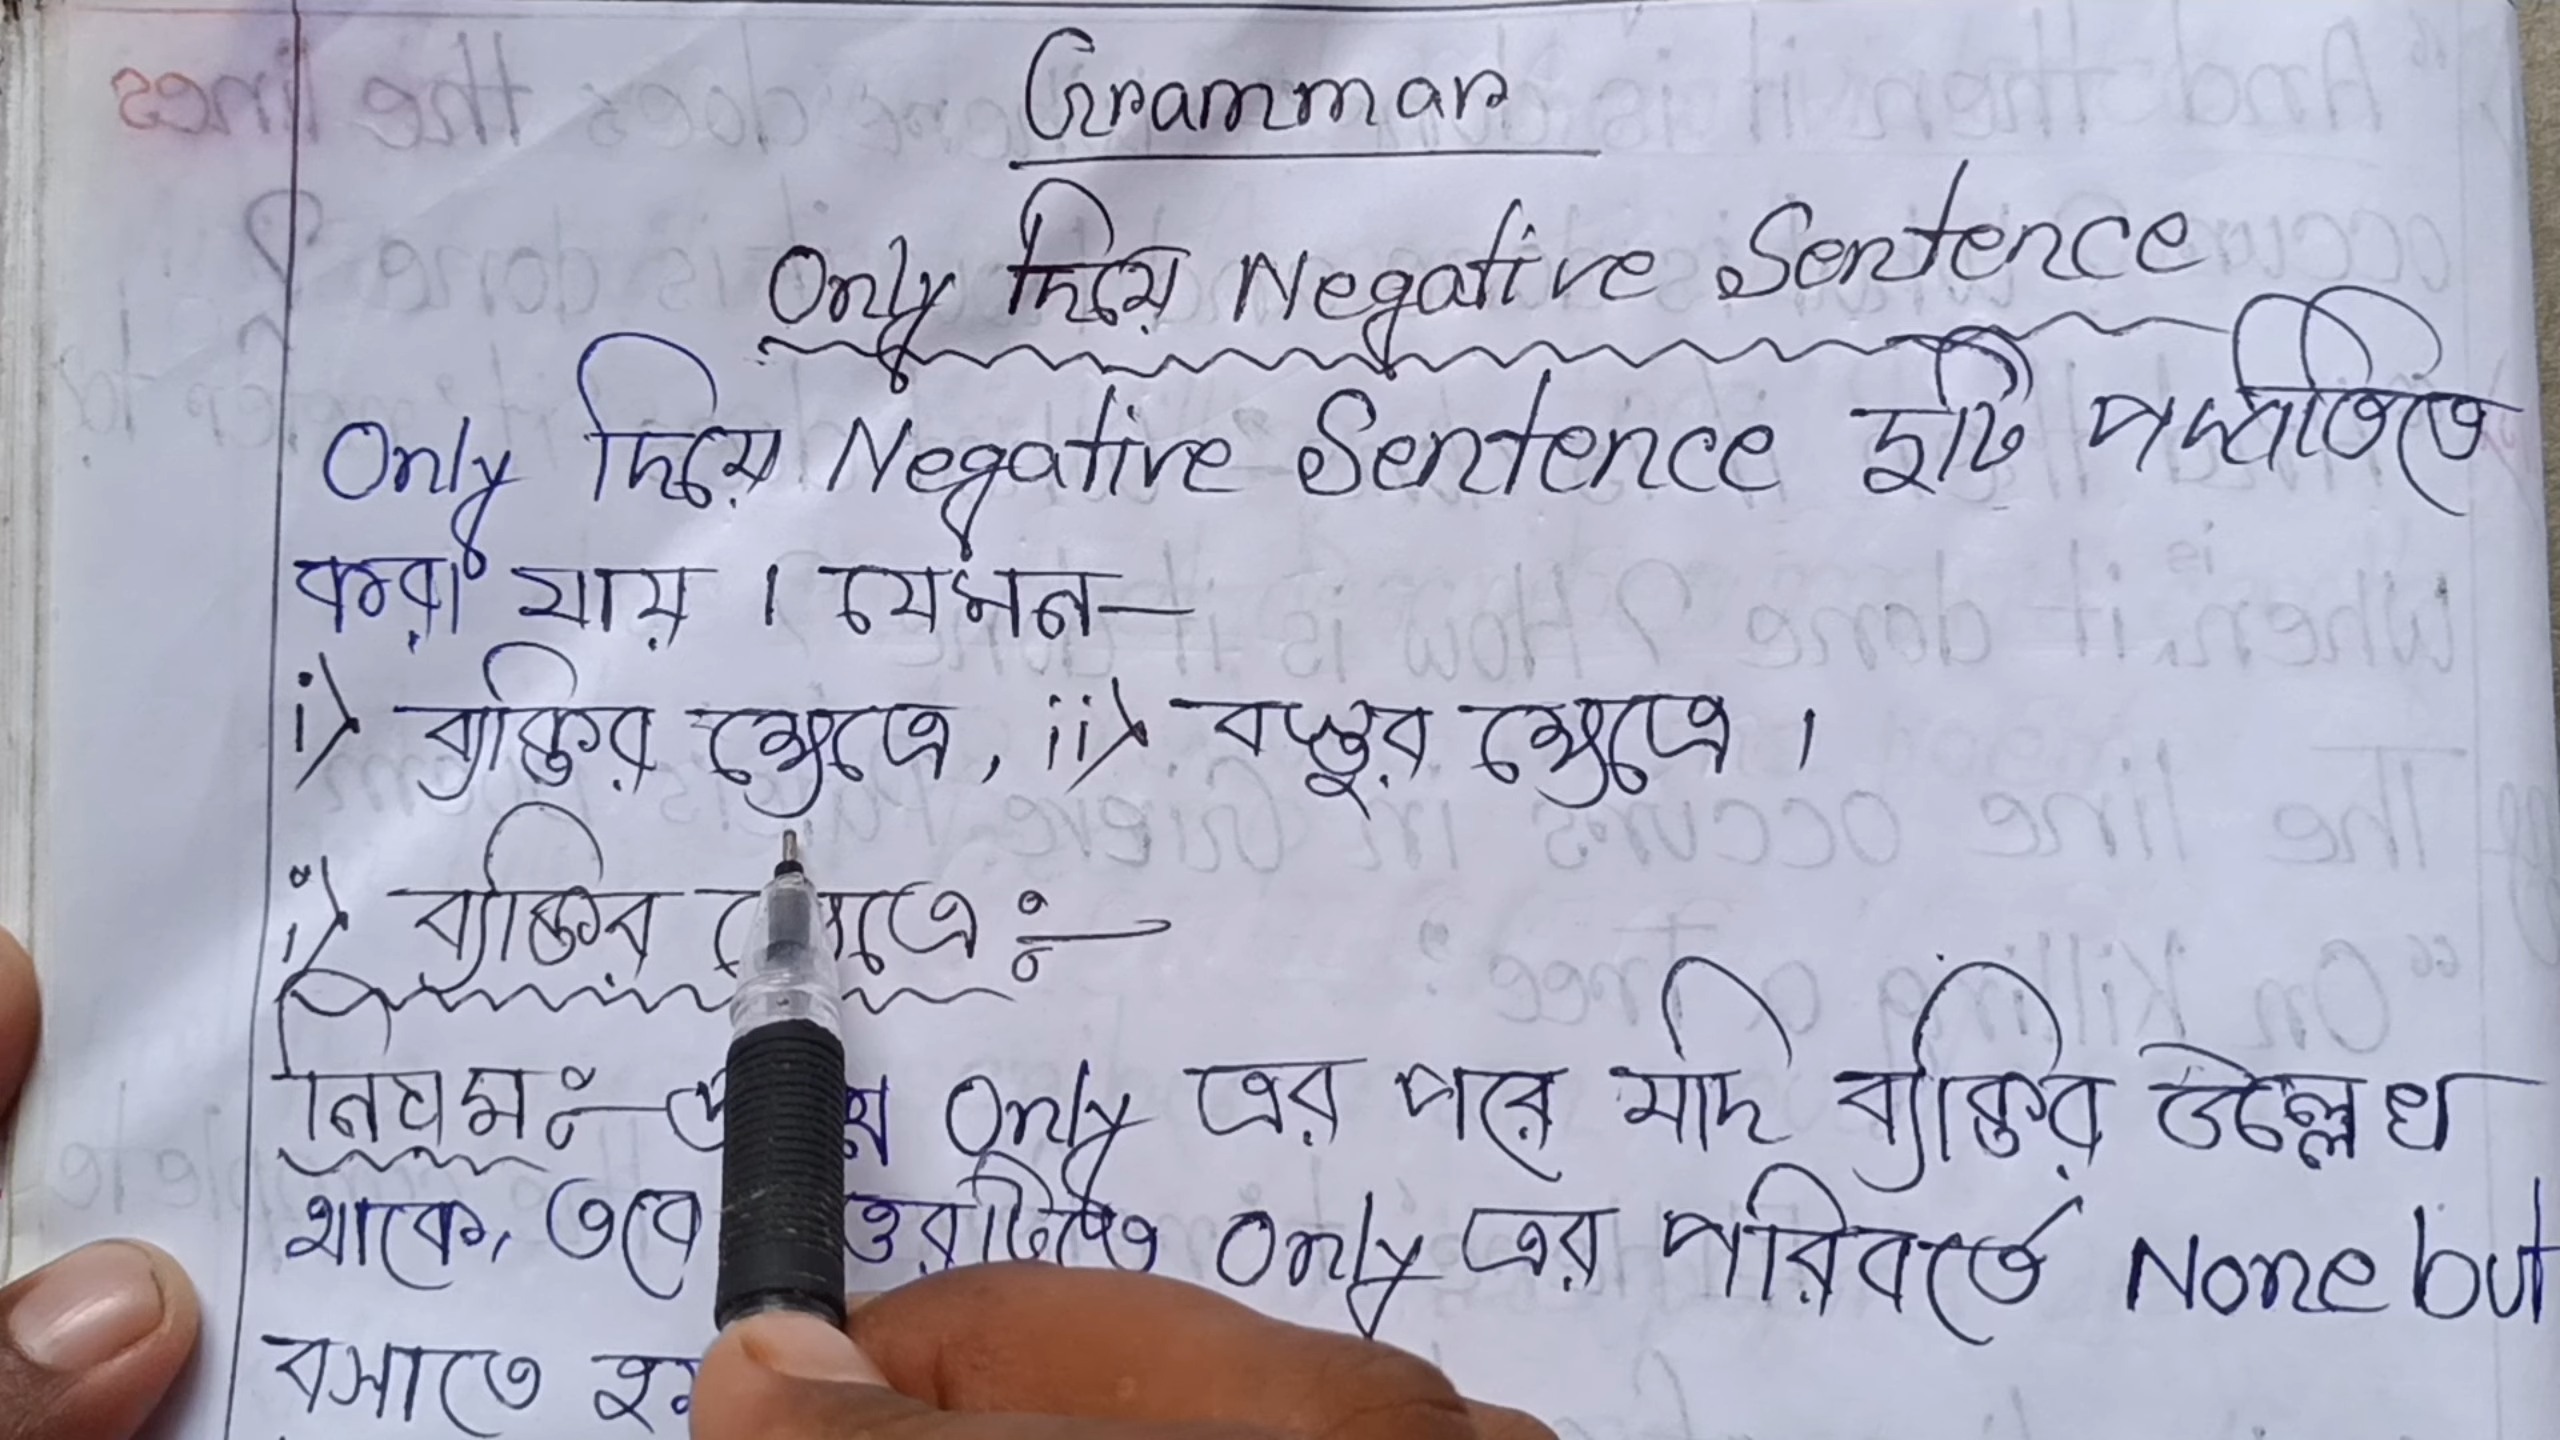 Grammar
Only দিয়ে Negative Sentence
Only দিয়ে Negative Sentence দুটি পদ্ধতিতে
করা যায় । যেমন—
i) ব্যক্তির ক্ষেত্রে, ii) বস্তুর ক্ষেত্রে ।
i) ব্যক্তির ক্ষেত্রে :—
নিয়ম :— Only এর পরে যদি ব্যক্তির উল্লেখ
থাকে, তবে Only এর পরিবর্তে None but
বসাতে